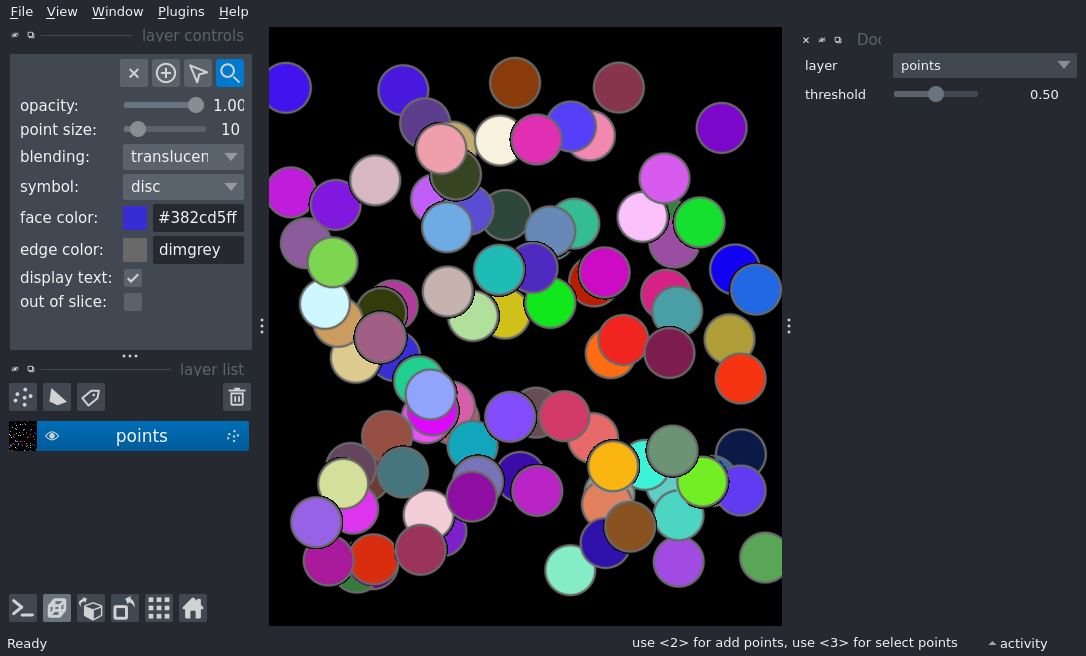 File View Window Plugins Help
layer controls
opacity: 1.00
point size: 10
blending: translucen
symbol: disc
face color: #382cd5ff
edge color: dimgrey
display text:
out of slice:
layer list
points
Ready
layer points
threshold 0.50
use <2> for add points, use <3> for select points
activity